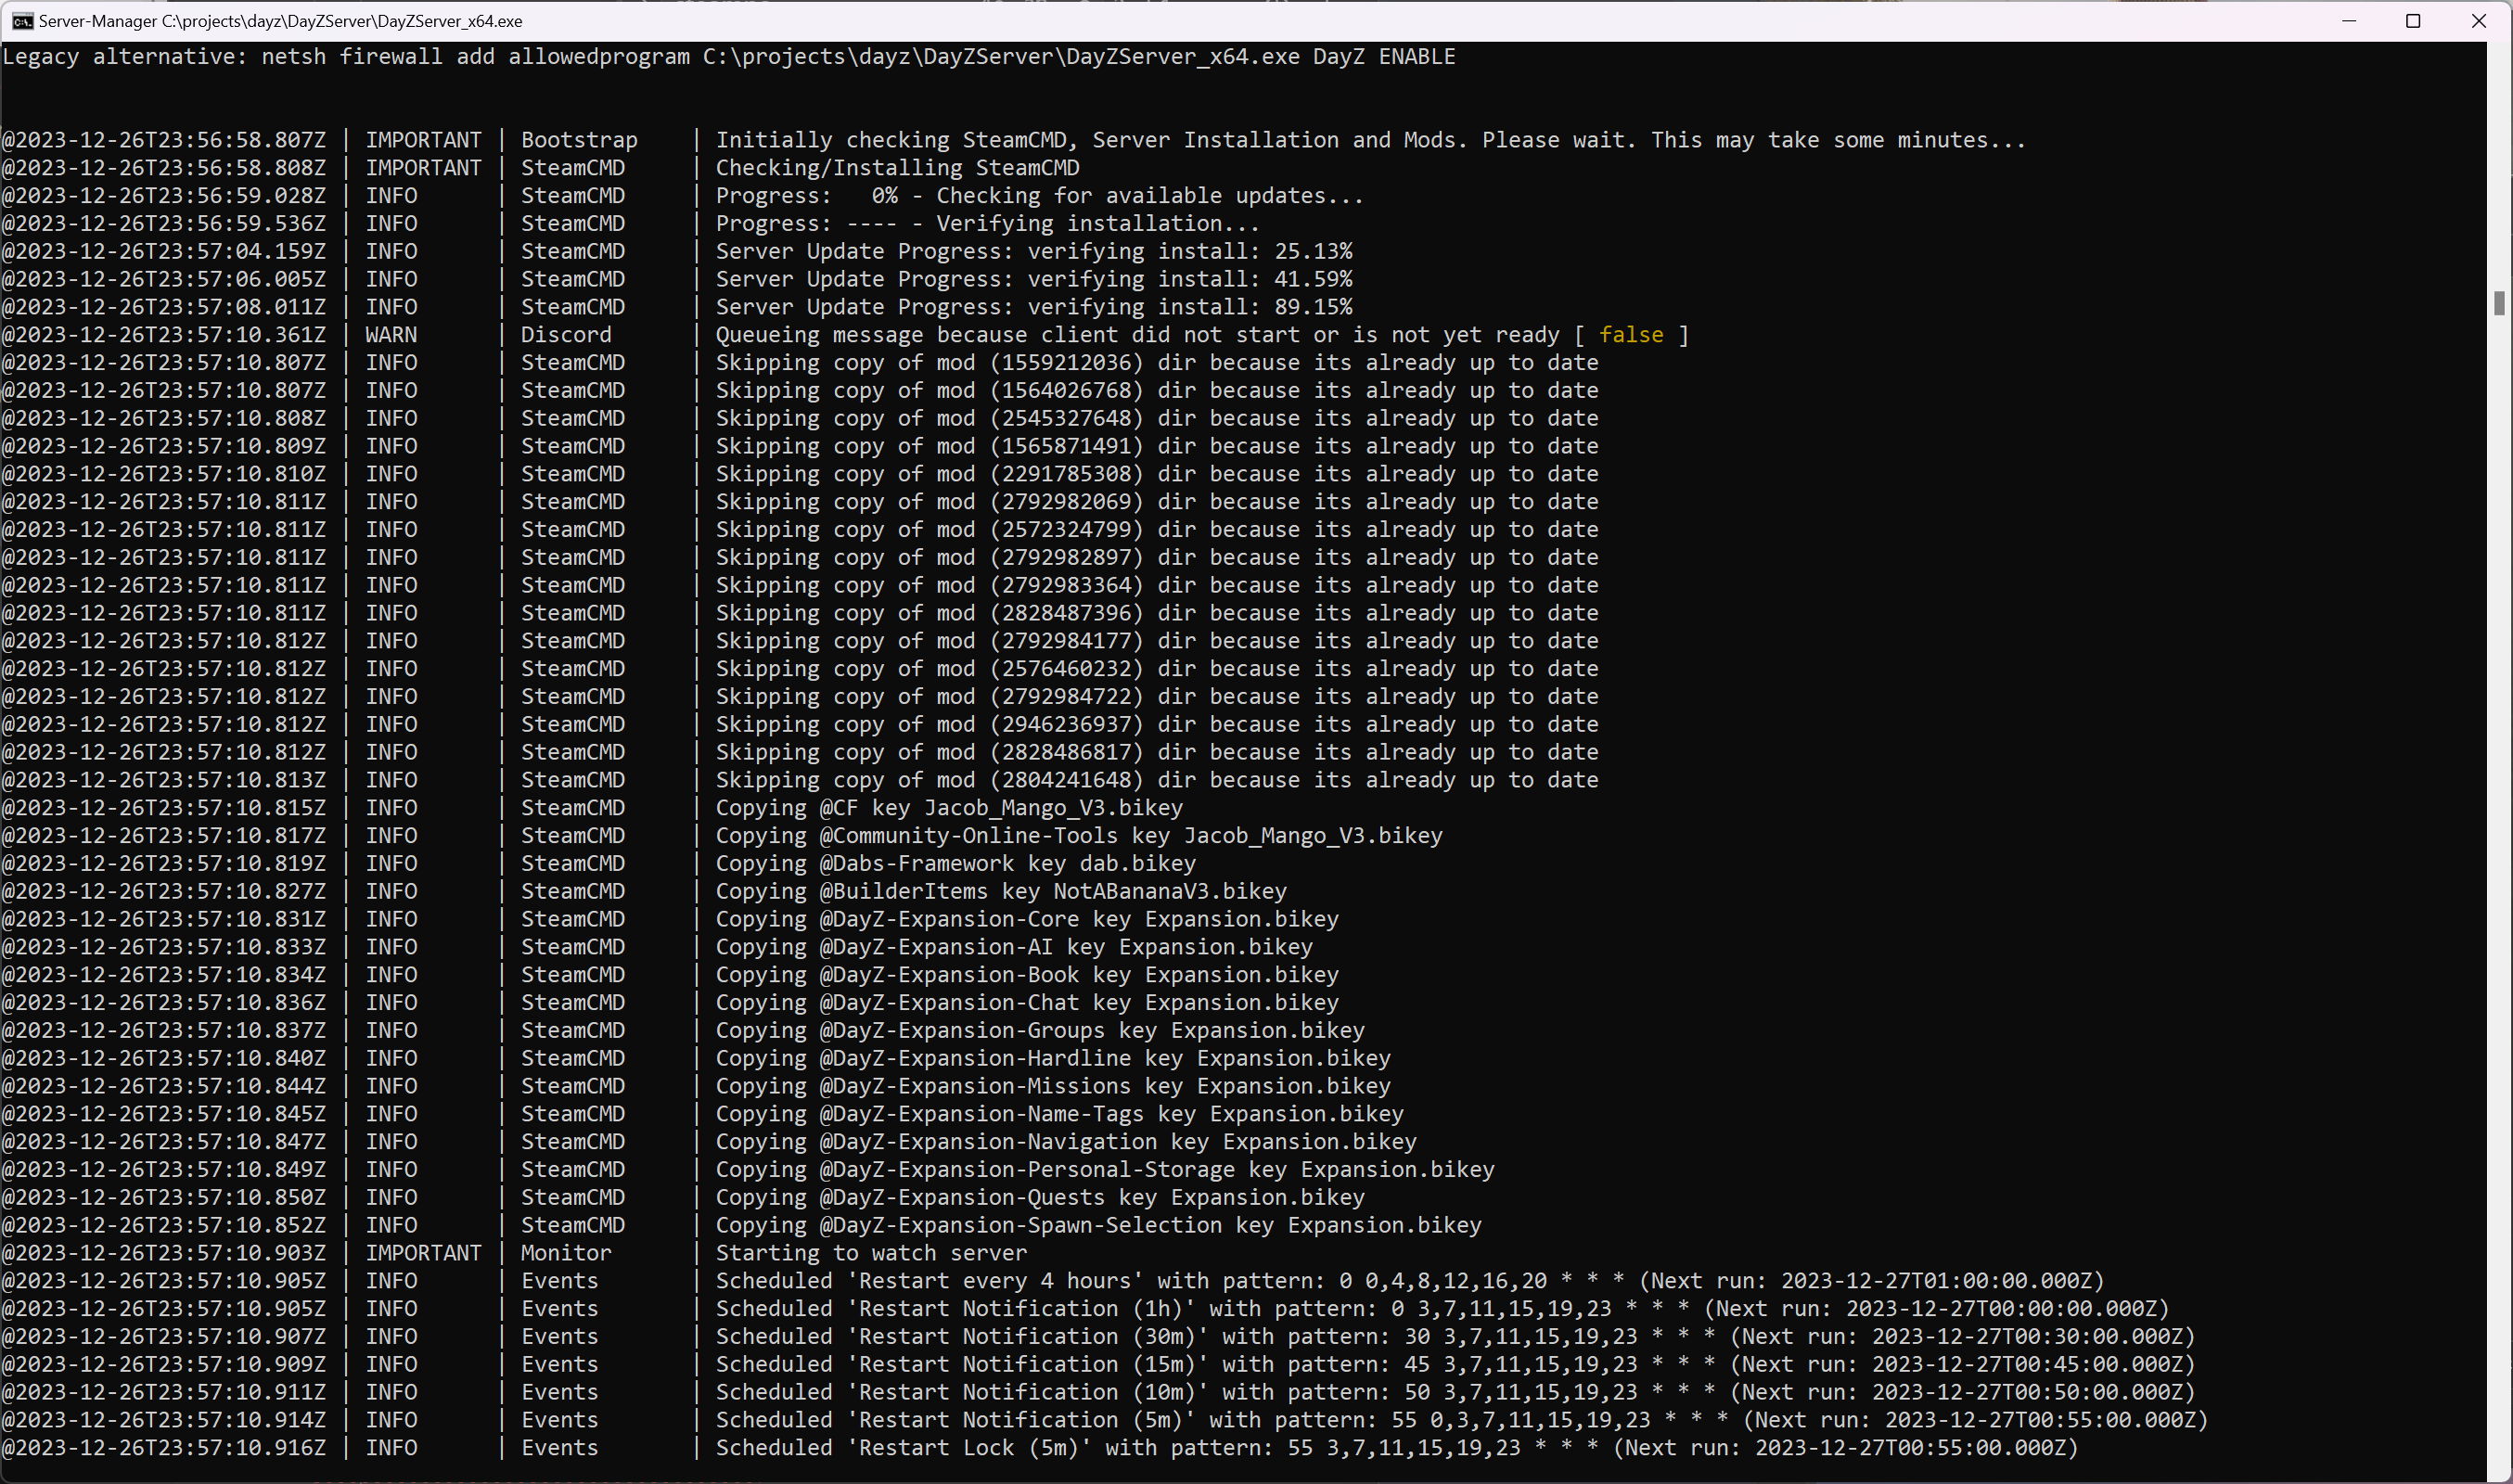 Server-Manager C:\projects\dayz\DayZServer\DayZServer_x64.exe
Legacy alternative: netsh firewall add allowedprogram C:\projects\dayz\DayZServer\DayZServer_x64.exe DayZ ENABLE
@2023-12-26T23:56:58.807Z | IMPORTANT | Bootstrap    | Initially checking SteamCMD, Server Installation and Mods. Please wait. This may take some minutes...
@2023-12-26T23:56:58.808Z | IMPORTANT | SteamCMD     | Checking/Installing SteamCMD
@2023-12-26T23:56:59.028Z | INFO      | SteamCMD     | Progress:   0% - Checking for available updates...
@2023-12-26T23:56:59.536Z | INFO      | SteamCMD     | Progress: ---- - Verifying installation...
@2023-12-26T23:57:04.159Z | INFO      | SteamCMD     | Server Update Progress: verifying install: 25.13%
@2023-12-26T23:57:06.005Z | INFO      | SteamCMD     | Server Update Progress: verifying install: 41.59%
@2023-12-26T23:57:08.011Z | INFO      | SteamCMD     | Server Update Progress: verifying install: 89.15%
@2023-12-26T23:57:10.361Z | WARN      | Discord      | Queueing message because client did not start or is not yet ready [ false ]
@2023-12-26T23:57:10.807Z | INFO      | SteamCMD     | Skipping copy of mod (1559212036) dir because its already up to date
@2023-12-26T23:57:10.807Z | INFO      | SteamCMD     | Skipping copy of mod (1564026768) dir because its already up to date
@2023-12-26T23:57:10.808Z | INFO      | SteamCMD     | Skipping copy of mod (2545327648) dir because its already up to date
@2023-12-26T23:57:10.809Z | INFO      | SteamCMD     | Skipping copy of mod (1565871491) dir because its already up to date
@2023-12-26T23:57:10.810Z | INFO      | SteamCMD     | Skipping copy of mod (2291785308) dir because its already up to date
@2023-12-26T23:57:10.811Z | INFO      | SteamCMD     | Skipping copy of mod (2792982069) dir because its already up to date
@2023-12-26T23:57:10.811Z | INFO      | SteamCMD     | Skipping copy of mod (2572324799) dir because its already up to date
@2023-12-26T23:57:10.811Z | INFO      | SteamCMD     | Skipping copy of mod (2792982897) dir because its already up to date
@2023-12-26T23:57:10.811Z | INFO      | SteamCMD     | Skipping copy of mod (2792983364) dir because its already up to date
@2023-12-26T23:57:10.811Z | INFO      | SteamCMD     | Skipping copy of mod (2828487396) dir because its already up to date
@2023-12-26T23:57:10.812Z | INFO      | SteamCMD     | Skipping copy of mod (2792984177) dir because its already up to date
@2023-12-26T23:57:10.812Z | INFO      | SteamCMD     | Skipping copy of mod (2576460232) dir because its already up to date
@2023-12-26T23:57:10.812Z | INFO      | SteamCMD     | Skipping copy of mod (2792984722) dir because its already up to date
@2023-12-26T23:57:10.812Z | INFO      | SteamCMD     | Skipping copy of mod (2946236937) dir because its already up to date
@2023-12-26T23:57:10.812Z | INFO      | SteamCMD     | Skipping copy of mod (2828486817) dir because its already up to date
@2023-12-26T23:57:10.813Z | INFO      | SteamCMD     | Skipping copy of mod (2804241648) dir because its already up to date
@2023-12-26T23:57:10.815Z | INFO      | SteamCMD     | Copying @CF key Jacob_Mango_V3.bikey
@2023-12-26T23:57:10.817Z | INFO      | SteamCMD     | Copying @Community-Online-Tools key Jacob_Mango_V3.bikey
@2023-12-26T23:57:10.819Z | INFO      | SteamCMD     | Copying @Dabs-Framework key dab.bikey
@2023-12-26T23:57:10.827Z | INFO      | SteamCMD     | Copying @BuilderItems key NotABananaV3.bikey
@2023-12-26T23:57:10.831Z | INFO      | SteamCMD     | Copying @DayZ-Expansion-Core key Expansion.bikey
@2023-12-26T23:57:10.833Z | INFO      | SteamCMD     | Copying @DayZ-Expansion-AI key Expansion.bikey
@2023-12-26T23:57:10.834Z | INFO      | SteamCMD     | Copying @DayZ-Expansion-Book key Expansion.bikey
@2023-12-26T23:57:10.836Z | INFO      | SteamCMD     | Copying @DayZ-Expansion-Chat key Expansion.bikey
@2023-12-26T23:57:10.837Z | INFO      | SteamCMD     | Copying @DayZ-Expansion-Groups key Expansion.bikey
@2023-12-26T23:57:10.840Z | INFO      | SteamCMD     | Copying @DayZ-Expansion-Hardline key Expansion.bikey
@2023-12-26T23:57:10.844Z | INFO      | SteamCMD     | Copying @DayZ-Expansion-Missions key Expansion.bikey
@2023-12-26T23:57:10.845Z | INFO      | SteamCMD     | Copying @DayZ-Expansion-Name-Tags key Expansion.bikey
@2023-12-26T23:57:10.847Z | INFO      | SteamCMD     | Copying @DayZ-Expansion-Navigation key Expansion.bikey
@2023-12-26T23:57:10.849Z | INFO      | SteamCMD     | Copying @DayZ-Expansion-Personal-Storage key Expansion.bikey
@2023-12-26T23:57:10.850Z | INFO      | SteamCMD     | Copying @DayZ-Expansion-Quests key Expansion.bikey
@2023-12-26T23:57:10.852Z | INFO      | SteamCMD     | Copying @DayZ-Expansion-Spawn-Selection key Expansion.bikey
@2023-12-26T23:57:10.903Z | IMPORTANT | Monitor      | Starting to watch server
@2023-12-26T23:57:10.905Z | INFO      | Events       | Scheduled 'Restart every 4 hours' with pattern: 0 0,4,8,12,16,20 * * * (Next run: 2023-12-27T01:00:00.000Z)
@2023-12-26T23:57:10.905Z | INFO      | Events       | Scheduled 'Restart Notification (1h)' with pattern: 0 3,7,11,15,19,23 * * * (Next run: 2023-12-27T00:00:00.000Z)
@2023-12-26T23:57:10.907Z | INFO      | Events       | Scheduled 'Restart Notification (30m)' with pattern: 30 3,7,11,15,19,23 * * * (Next run: 2023-12-27T00:30:00.000Z)
@2023-12-26T23:57:10.909Z | INFO      | Events       | Scheduled 'Restart Notification (15m)' with pattern: 45 3,7,11,15,19,23 * * * (Next run: 2023-12-27T00:45:00.000Z)
@2023-12-26T23:57:10.911Z | INFO      | Events       | Scheduled 'Restart Notification (10m)' with pattern: 50 3,7,11,15,19,23 * * * (Next run: 2023-12-27T00:50:00.000Z)
@2023-12-26T23:57:10.914Z | INFO      | Events       | Scheduled 'Restart Notification (5m)' with pattern: 55 0,3,7,11,15,19,23 * * * (Next run: 2023-12-27T00:55:00.000Z)
@2023-12-26T23:57:10.916Z | INFO      | Events       | Scheduled 'Restart Lock (5m)' with pattern: 55 3,7,11,15,19,23 * * * (Next run: 2023-12-27T00:55:00.000Z)